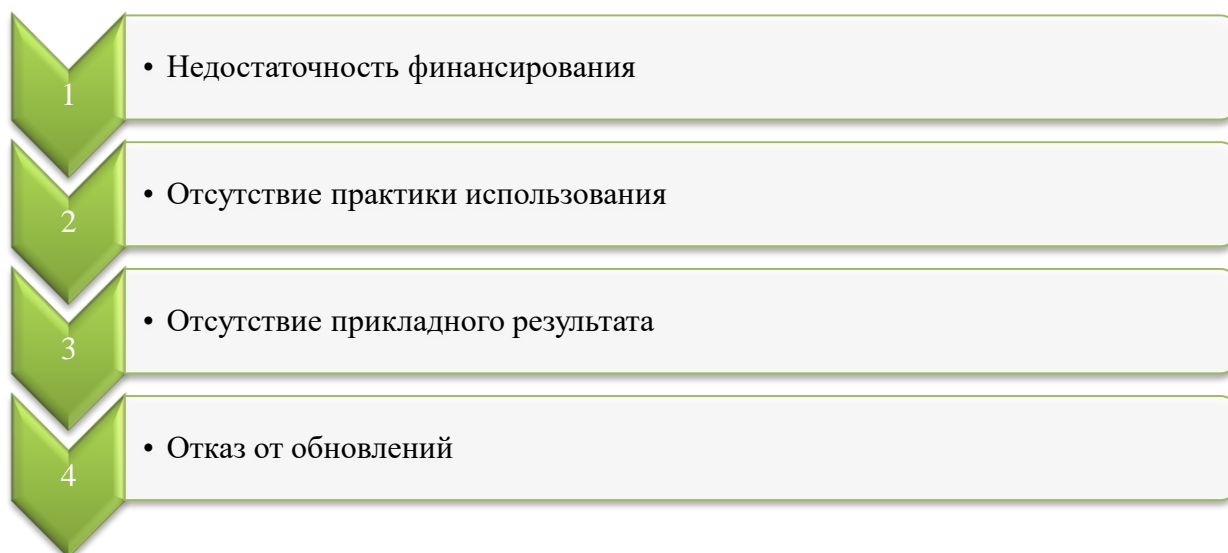 1
• Недостаточность финансирования
2
• Отсутствие практики использования
3
• Отсутствие прикладного результата
4
• Отказ от обновлений